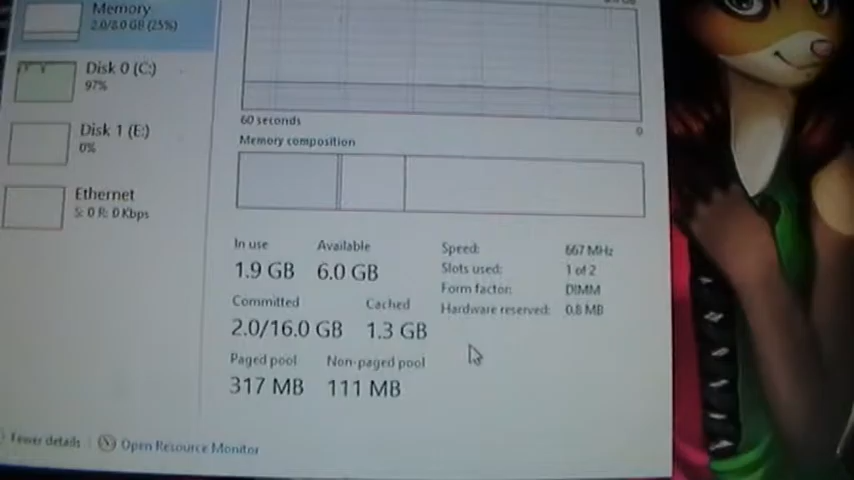 Memory
2.0/8.0 GB (25%)
Disk 0 (C:)
97%
Disk 1 (E:)
0%
Ethernet
S: 0 R: 0 Kbps
60 seconds
0
Memory composition
In use
Available
1.9 GB
6.0 GB
Committed
Cached
2.0/16.0 GB
1.3 GB
Paged pool
Non-paged pool
317 MB
111 MB
Speed:
667 MHz
Slots used:
1 of 2
Form factor:
DIMM
Hardware reserved:
0.8 MB
Fewer details
Open Resource Monitor